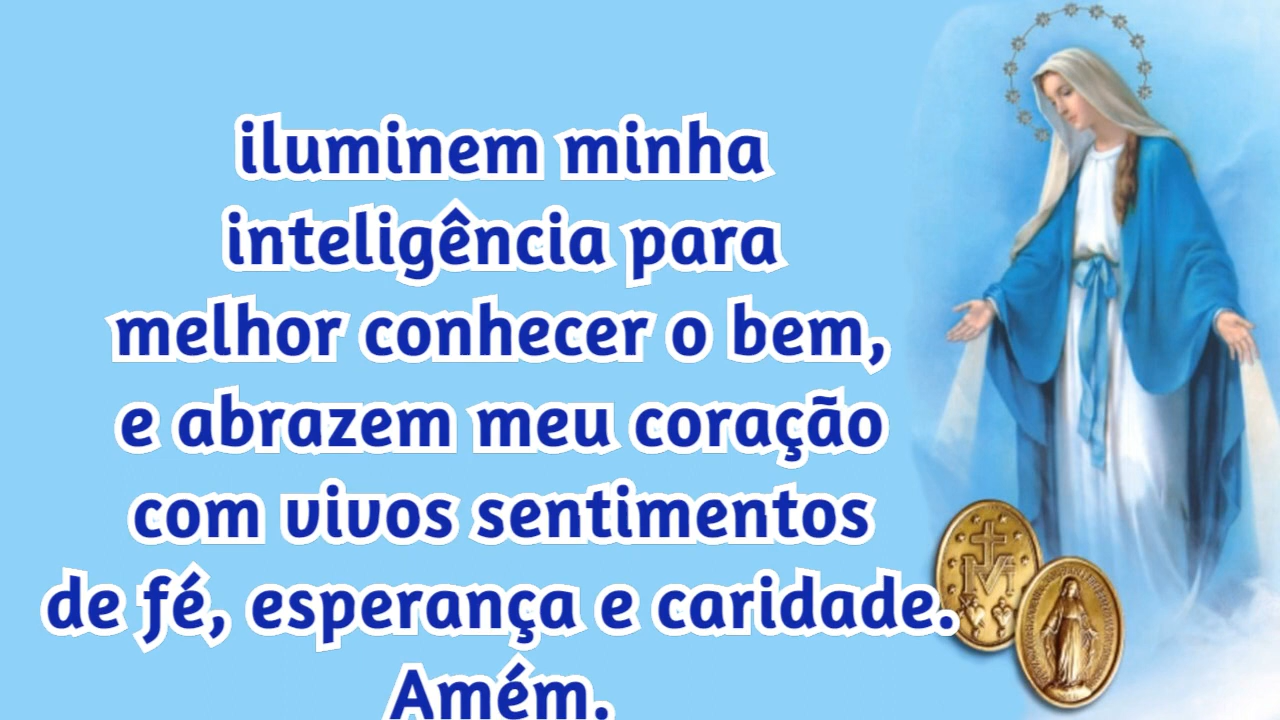 iluminem minha
inteligência para
melhor conhecer o bem,
e abrazem meu coração
com vivos sentimentos
de fé, esperança e caridade.
Amém.